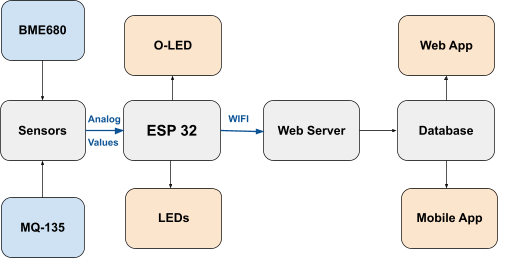 BME680
O-LED
Web App
Sensors
Analog
Values
ESP 32
WIFI
Web Server
Database
MQ-135
LEDs
Mobile App